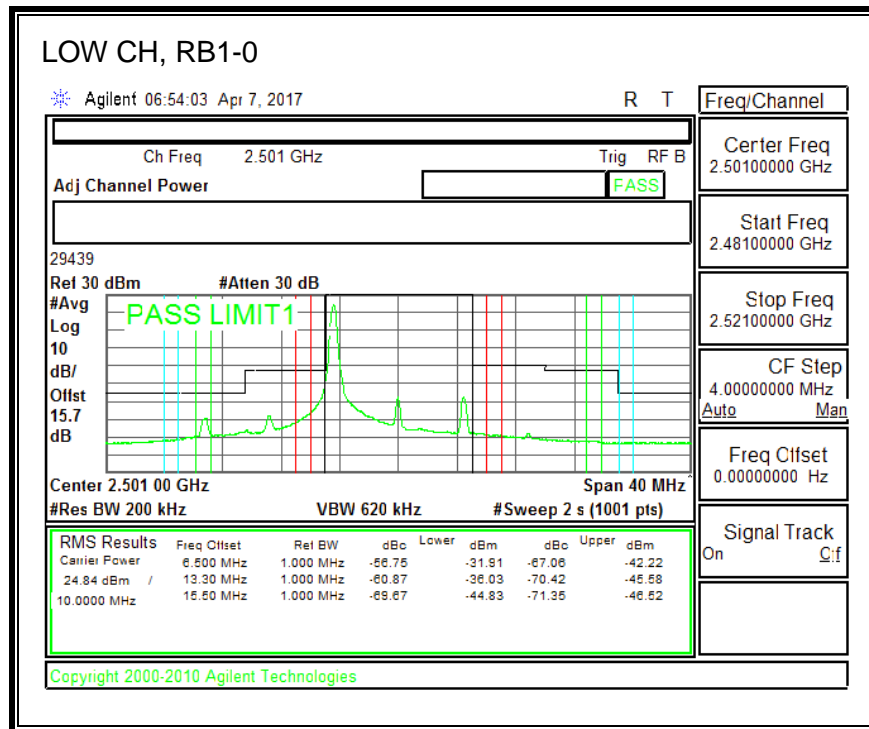 LOW CH, RB1-0
Agilent 06:54:03 Apr 7, 2017 R T
Freq/Channel
Ch Freq 2.501 GHz Trig RF B
Adj Channel Power PASS
Center Freq
2.50100000 GHz
Start Freq
2.48100000 GHz
Stop Freq
2.52100000 GHz
CF Step
4.00000000 MHz
Auto Man
Freq Offset
0.00000000 Hz
Signal Track
On Off
29439
Ref 30 dBm #Atten 30 dB
#Avg
Log
10
dB/
Offst
15.7
dB
PASS LIMIT1
Center 2.501 00 GHz Span 40 MHz
#Res BW 200 kHz VBW 620 kHz #Sweep 2 s (1001 pts)
RMS Results Freq Offset Ref BW dBc Lower dBm dBc Upper dBm
Carrier Power 6.500 MHz 1.000 MHz -56.75 -31.91 -67.06 -42.22
24.84 dBm / 13.30 MHz 1.000 MHz -60.87 -36.03 -70.42 -45.58
10.0000 MHz 15.50 MHz 1.000 MHz -69.67 -44.83 -71.35 -46.52
Copyright 2000-2010 Agilent Technologies